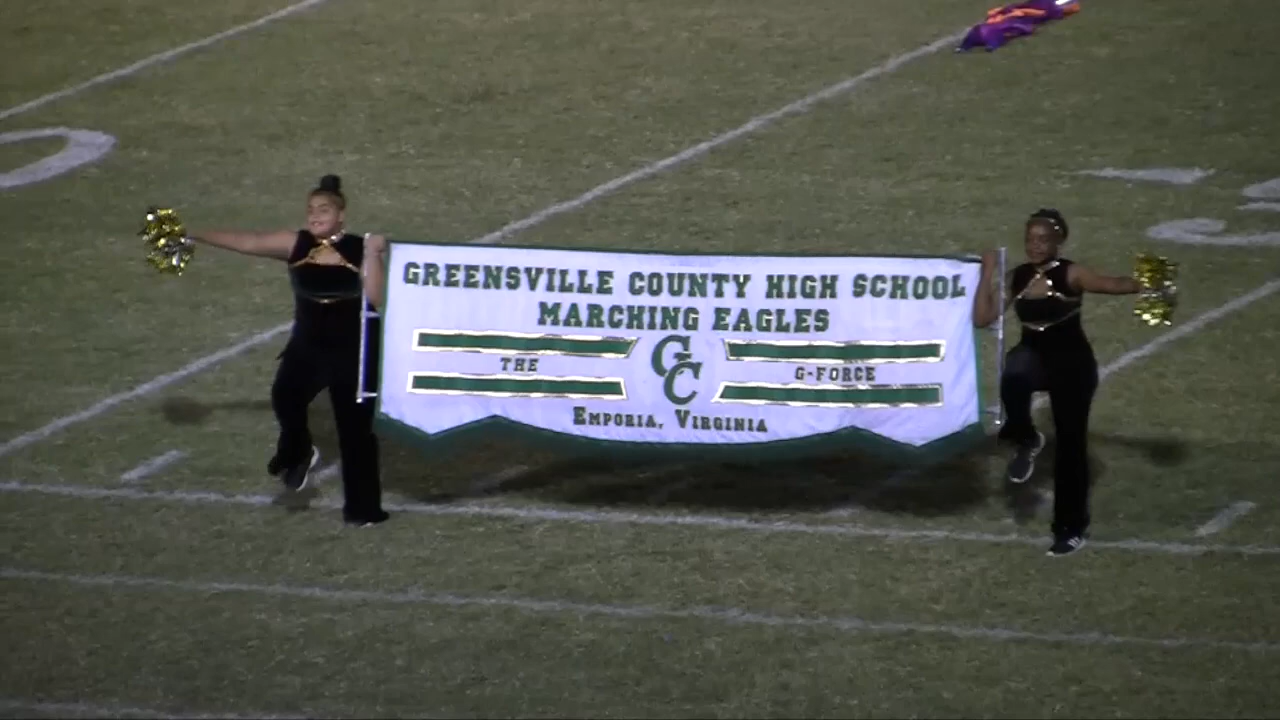 GREENSVILLE COUNTY HIGH SCHOOL
MARCHING EAGLES
THE GC G-FORCE
EMPORIA, VIRGINIA